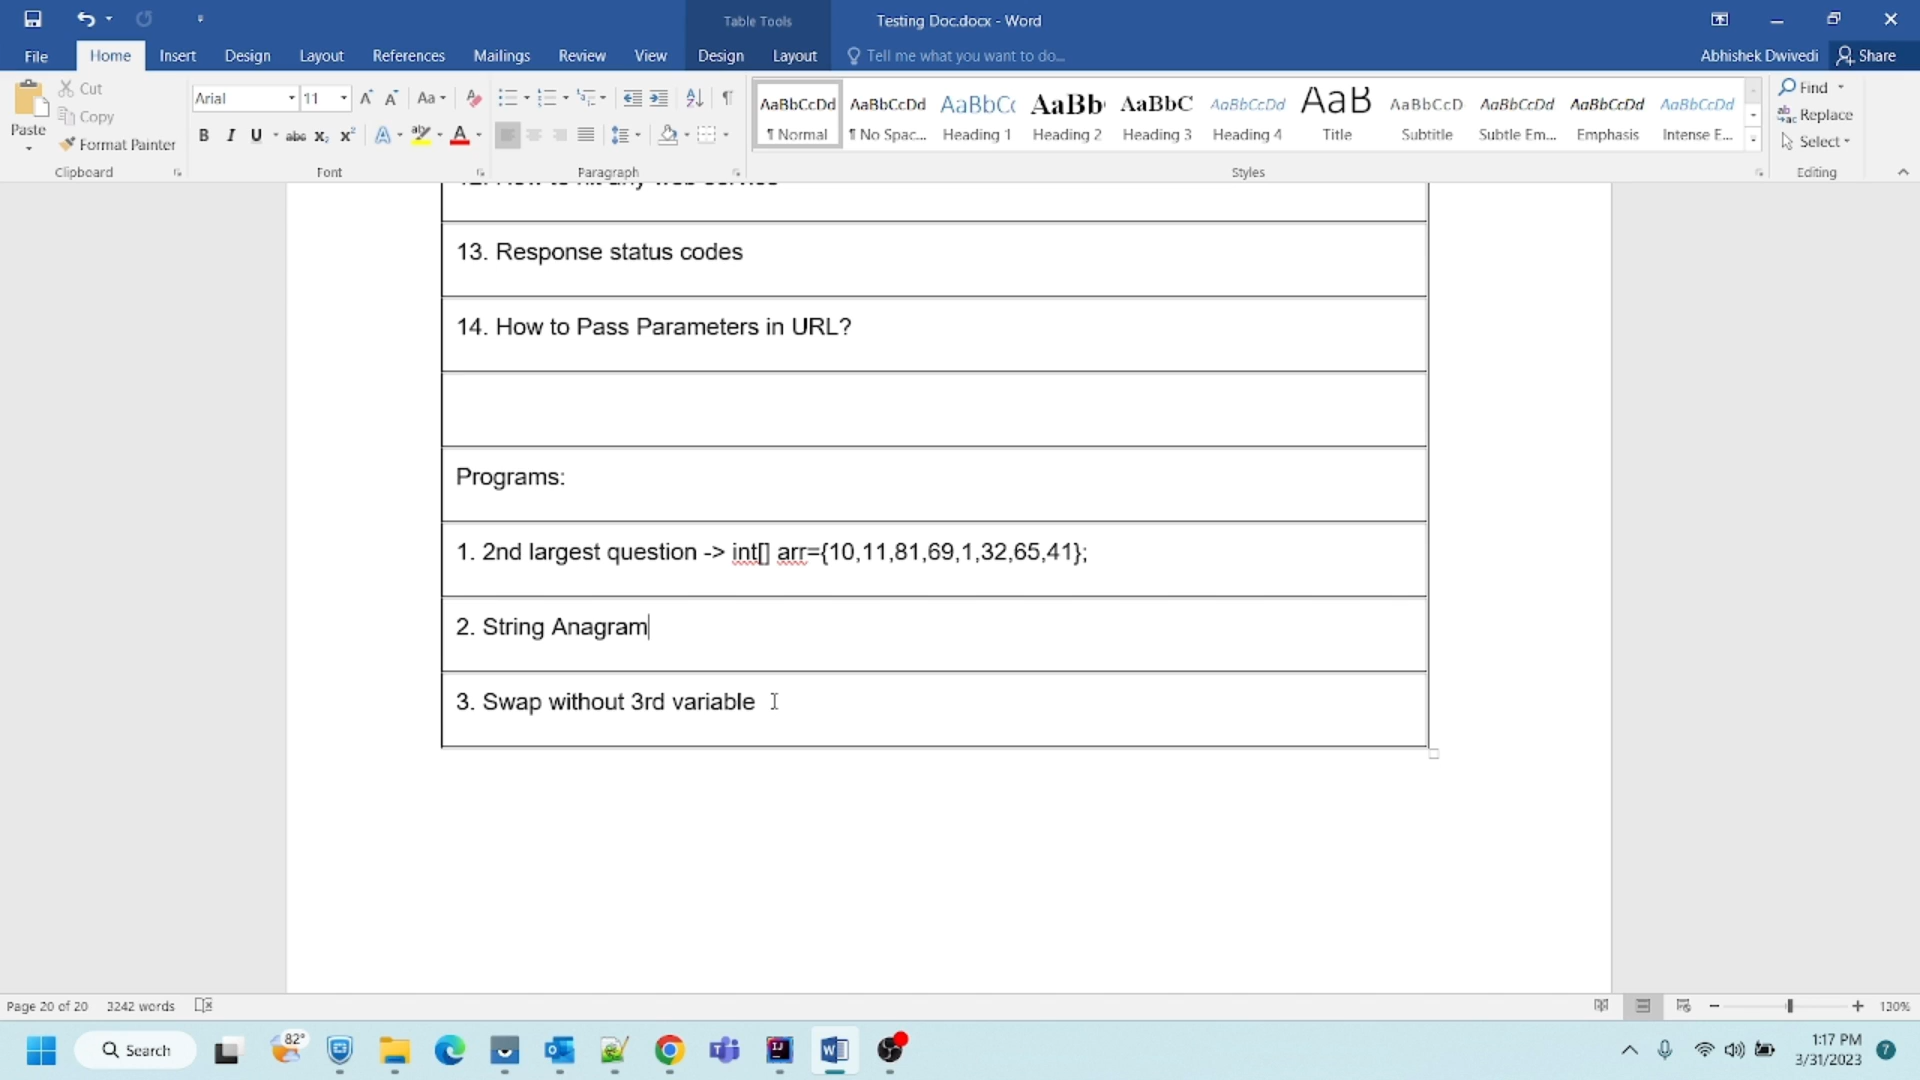 Table Tools
Testing Doc.docx - Word
File
Home
Insert
Design
Layout
References
Mailings
Review
View
Design
Layout
Tell me what you want to do...
Abhishek Dwivedi
Share
Paste
Cut
Copy
Format Painter
Clipboard
Arial
11
Font
Paragraph
AaBbCcDd
¶ Normal
AaBbCcDd
¶ No Spac...
AaBbCc
Heading 1
AaBb
Heading 2
AaBbC
Heading 3
AaBbCcDd
Heading 4
AaB
Title
AaBbCcD
Subtitle
AaBbCcDd
Subtle Em...
AaBbCcDd
Emphasis
AaBbCcDd
Intense E...
Styles
Find
Replace
Select
Editing
13. Response status codes
14. How to Pass Parameters in URL?
Programs:
1. 2nd largest question -> int[] arr={10,11,81,69,1,32,65,41};
2. String Anagram
3. Swap without 3rd variable
Page 20 of 20
3242 words
130%
Search
82°
1:17 PM
3/31/2023
7